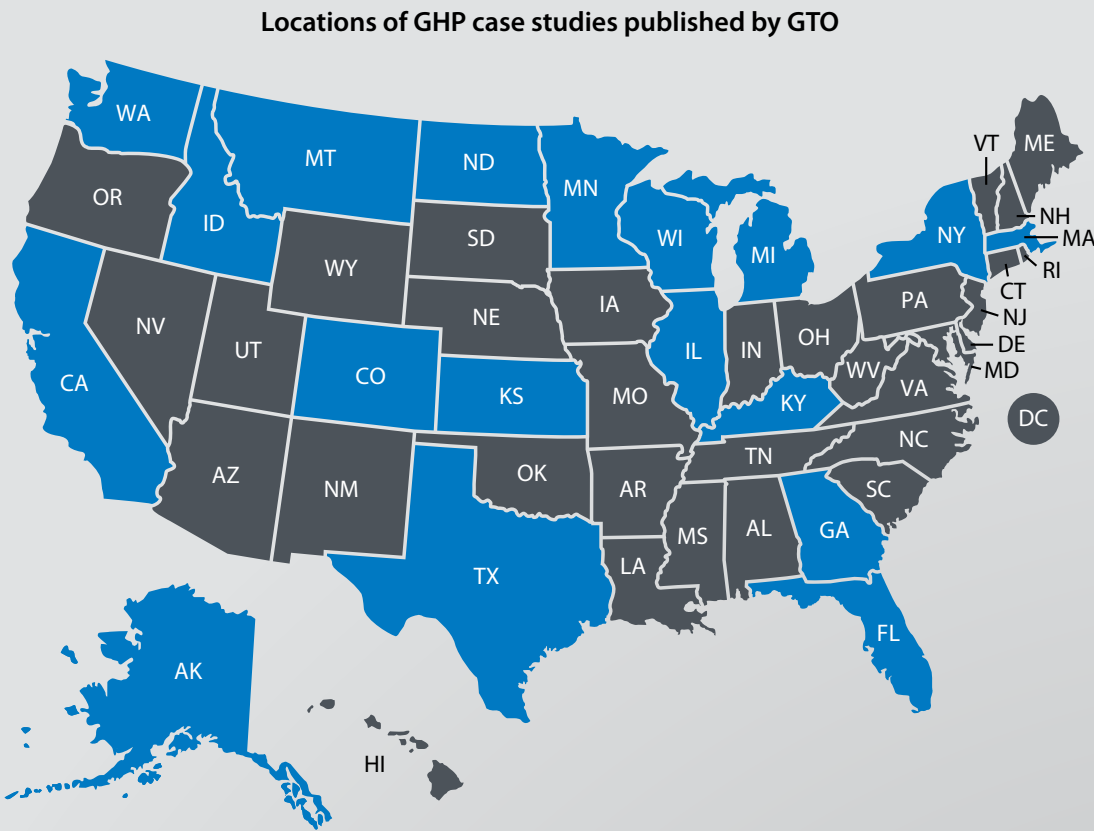 Locations of GHP case studies published by GTO
WA
MT
ND
MN
VT
ME
OR
ID
SD
WI
MI
NY
NH
MA
WY
RI
IA
PA
CT
NE
NJ
NV
UT
IL
IN
OH
DE
CO
WV
MD
CA
KS
MO
KY
VA
DC
NC
TN
AZ
NM
OK
AR
SC
MS
AL
GA
TX
LA
FL
AK
HI